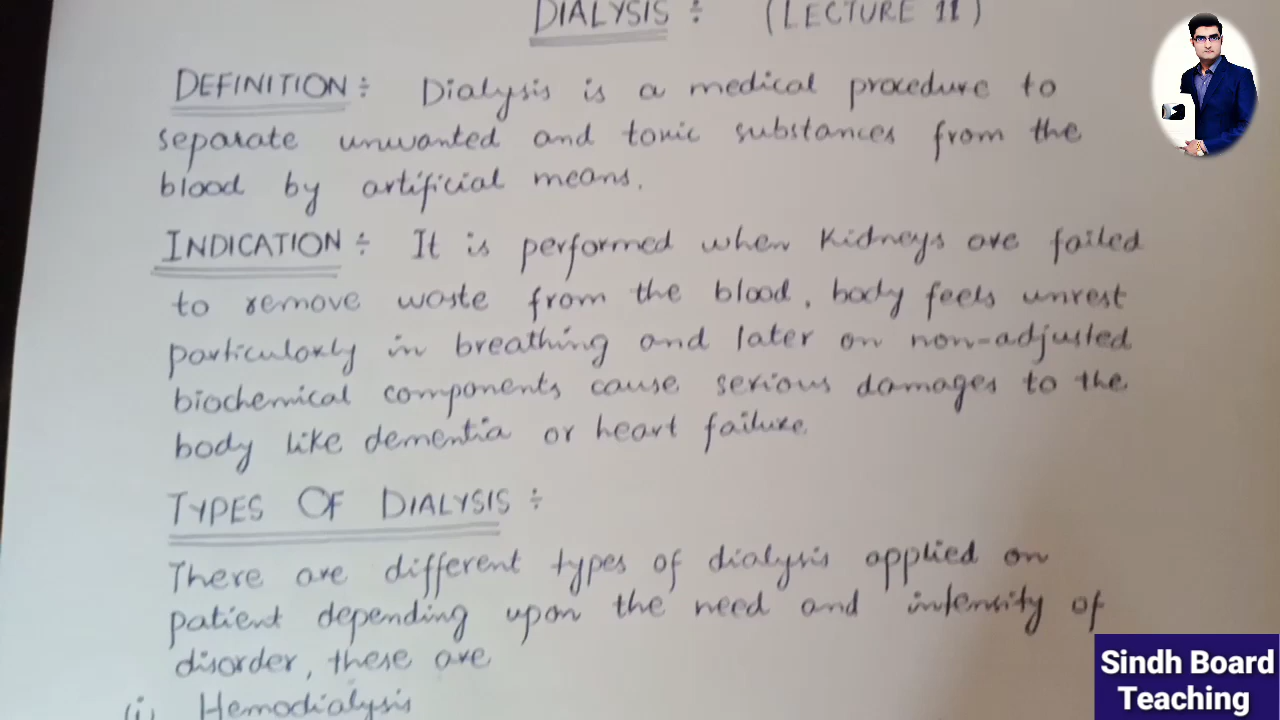 DIALYSIS ÷ (LECTURE 11)
DEFINITION ÷ Dialysis is a medical procedure to
separate unwanted and toxic substances from the
blood by artificial means.
INDICATION ÷ It is performed when Kidneys are failed
to remove waste from the blood, body feels unrest
particularly in breathing and later on non-adjusted
biochemical components cause serious damages to the
body like dementia or heart failure.
TYPES OF DIALYSIS ÷
There are different types of dialysis applied on
patient depending upon the need and intensity of
disorder, these are
(i) Hemodialysis
Sindh Board
Teaching